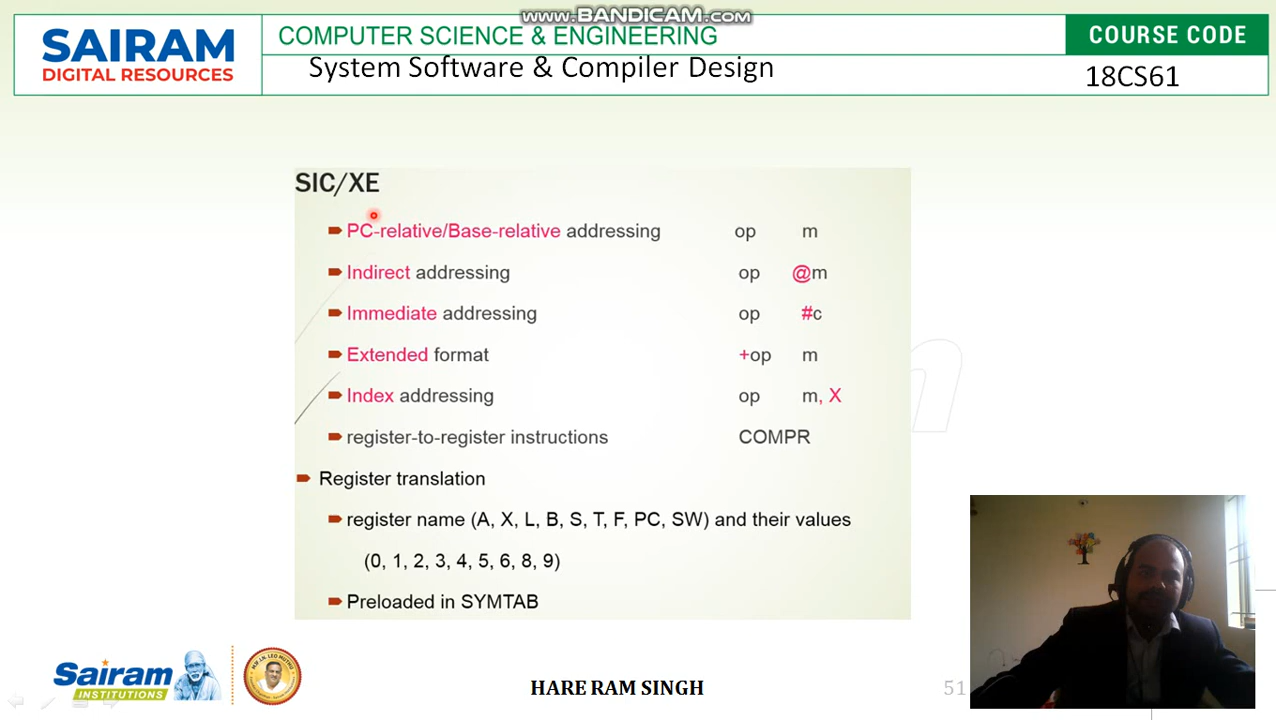 www.BANDICAM.com
SAIRAM
DIGITAL RESOURCES
COMPUTER SCIENCE & ENGINEERING
System Software & Compiler Design
COURSE CODE
18CS61
SIC/XE
PC-relative/Base-relative addressing op m
Indirect addressing op @m
Immediate addressing op #c
Extended format +op m
Index addressing op m, X
register-to-register instructions COMPR
Register translation
register name (A, X, L, B, S, T, F, PC, SW) and their values
(0, 1, 2, 3, 4, 5, 6, 8, 9)
Preloaded in SYMTAB
Sairam
INSTITUTIONS
HARE RAM SINGH
51